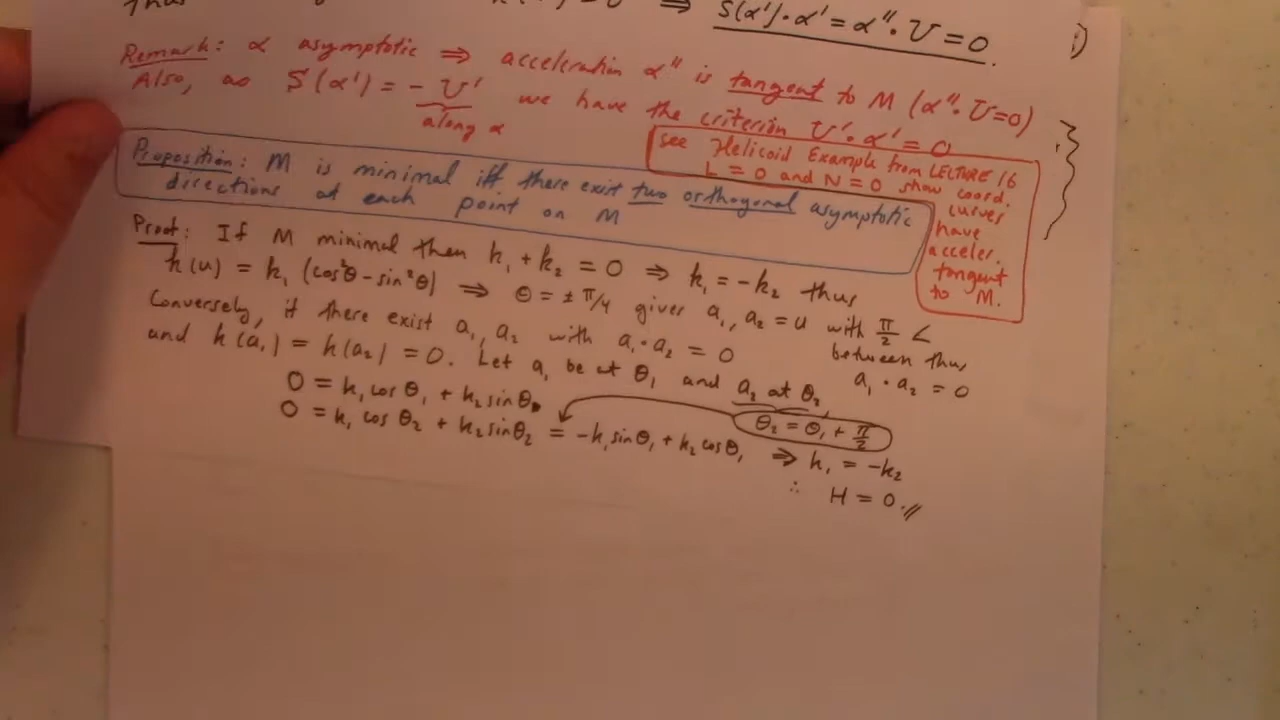 S(α')·α' = α''·U = 0. :)
Remark: α asymptotic ⇒ acceleration α'' is tangent to M (α''·U=0)
Also, as S(α') = -U' we have the criterion U'·α' = 0
along α
see Helicoid Example from LECTURE 16
L = 0 and N = 0 show coord.
curves
have
acceler.
tangent
to M.
Proposition: M is minimal iff there exist two orthogonal asymptotic
directions at each point on M
Proof: If M minimal then k₁ + k₂ = 0 ⇒ k₁ = -k₂ thus
k(u) = k₁ (cos²θ - sin²θ) ⇒ θ = ± π/4 gives a₁, a₂ = u with π/2 ∠
between thus
a₁ · a₂ = 0
Conversely, if there exist a₁, a₂ with a₁·a₂ = 0
and k(a₁) = k(a₂) = 0. Let a₁ be at θ₁ and a₂ at θ₂,
θ₂ = θ₁ + π/2
0 = k₁ cos θ₁ + k₂ sin θ
0 = k₁ cos θ₂ + k₂ sin θ₂ = -k₁ sin θ₁ + k₂ cos θ₁ ⇒ k₁ = -k₂
∴ H = 0 //